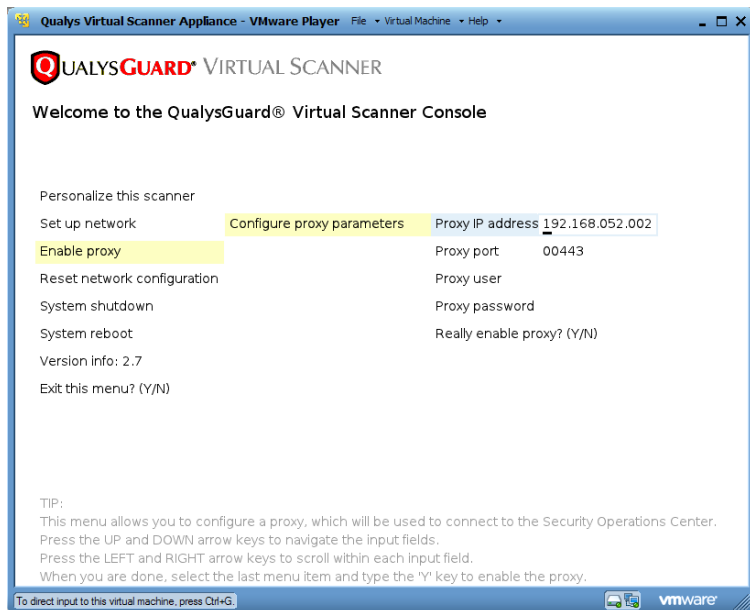 Qualys Virtual Scanner Appliance - VMware Player File Virtual Machine Help
QUALYSGUARD® VIRTUAL SCANNER
Welcome to the QualysGuard® Virtual Scanner Console
Personalize this scanner
Set up network Configure proxy parameters Proxy IP address 192.168.052.002
Enable proxy Proxy port 00443
Reset network configuration Proxy user
System shutdown Proxy password
System reboot Really enable proxy? (Y/N)
Version info: 2.7
Exit this menu? (Y/N)
TIP:
This menu allows you to configure a proxy, which will be used to connect to the Security Operations Center.
Press the UP and DOWN arrow keys to navigate the input fields.
Press the LEFT and RIGHT arrow keys to scroll within each input field.
When you are done, select the last menu item and type the 'Y' key to enable the proxy.
To direct input to this virtual machine, press Ctrl+G.
vmware